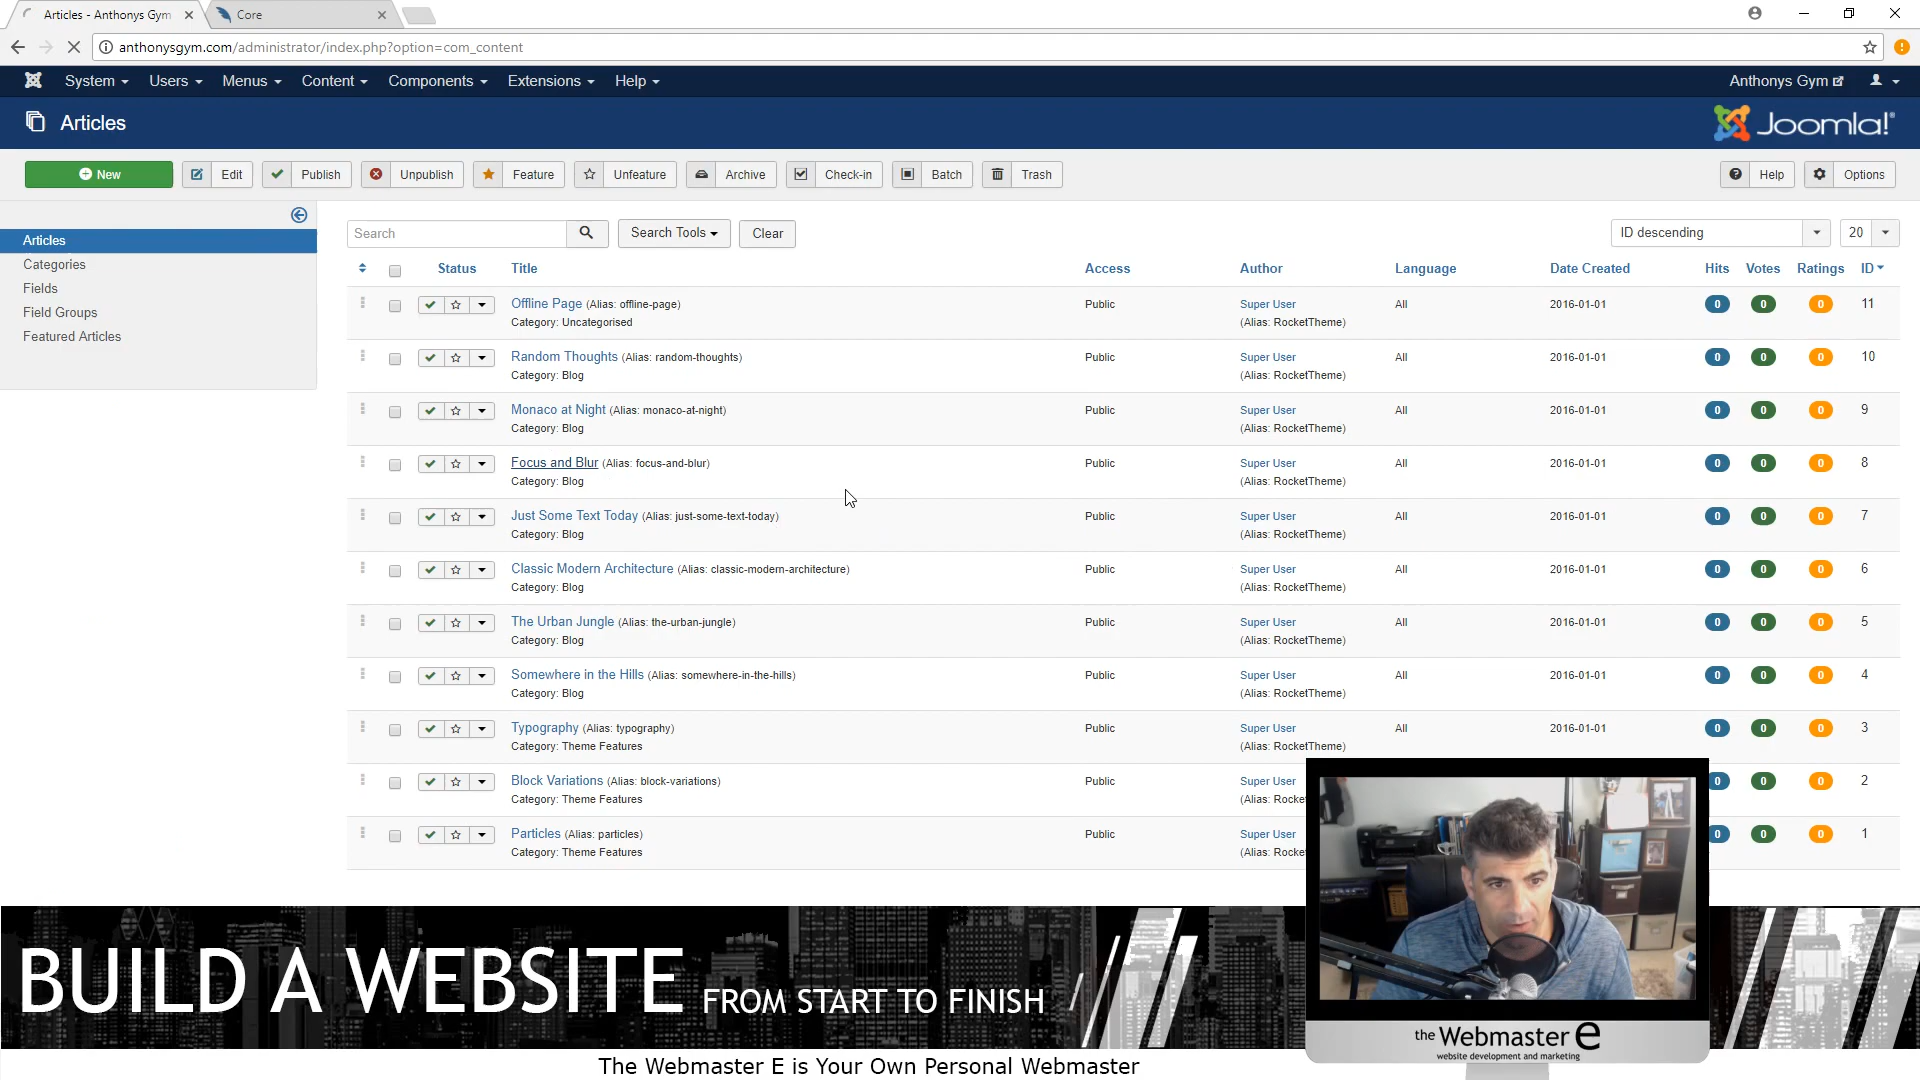 Articles - Anthonys Gym
Core
anthonysgym.com/administrator/index.php?option=com_content
System Users Menus Content Components Extensions Help Anthonys Gym
Articles
Joomla!®
New Edit Publish Unpublish Feature Unfeature Archive Check-in Batch Trash Help Options
Articles
Categories
Fields
Field Groups
Featured Articles
Search Search Tools Clear ID descending 20
Status Title Access Author Language Date Created Hits Votes Ratings ID
Offline Page (Alias: offline-page) Public Super User All 2016-01-01 0 0 0 11
Category: Uncategorised (Alias: RocketTheme)
Random Thoughts (Alias: random-thoughts) Public Super User All 2016-01-01 0 0 0 10
Category: Blog (Alias: RocketTheme)
Monaco at Night (Alias: monaco-at-night) Public Super User All 2016-01-01 0 0 0 9
Category: Blog (Alias: RocketTheme)
Focus and Blur (Alias: focus-and-blur) Public Super User All 2016-01-01 0 0 0 8
Category: Blog (Alias: RocketTheme)
Just Some Text Today (Alias: just-some-text-today) Public Super User All 2016-01-01 0 0 0 7
Category: Blog (Alias: RocketTheme)
Classic Modern Architecture (Alias: classic-modern-architecture) Public Super User All 2016-01-01 0 0 0 6
Category: Blog (Alias: RocketTheme)
The Urban Jungle (Alias: the-urban-jungle) Public Super User All 2016-01-01 0 0 0 5
Category: Blog (Alias: RocketTheme)
Somewhere in the Hills (Alias: somewhere-in-the-hills) Public Super User All 2016-01-01 0 0 0 4
Category: Blog (Alias: RocketTheme)
Typography (Alias: typography) Public Super User All 2016-01-01 0 0 0 3
Category: Theme Features (Alias: RocketTheme)
Block Variations (Alias: block-variations) Public Super User 0 0 0 2
Category: Theme Features (Alias: Rocke
Particles (Alias: particles) Public Super User 0 0 0 1
Category: Theme Features (Alias: Rocke
BUILD A WEBSITE FROM START TO FINISH
the Webmaster e
website development and marketing
The Webmaster E is Your Own Personal Webmaster